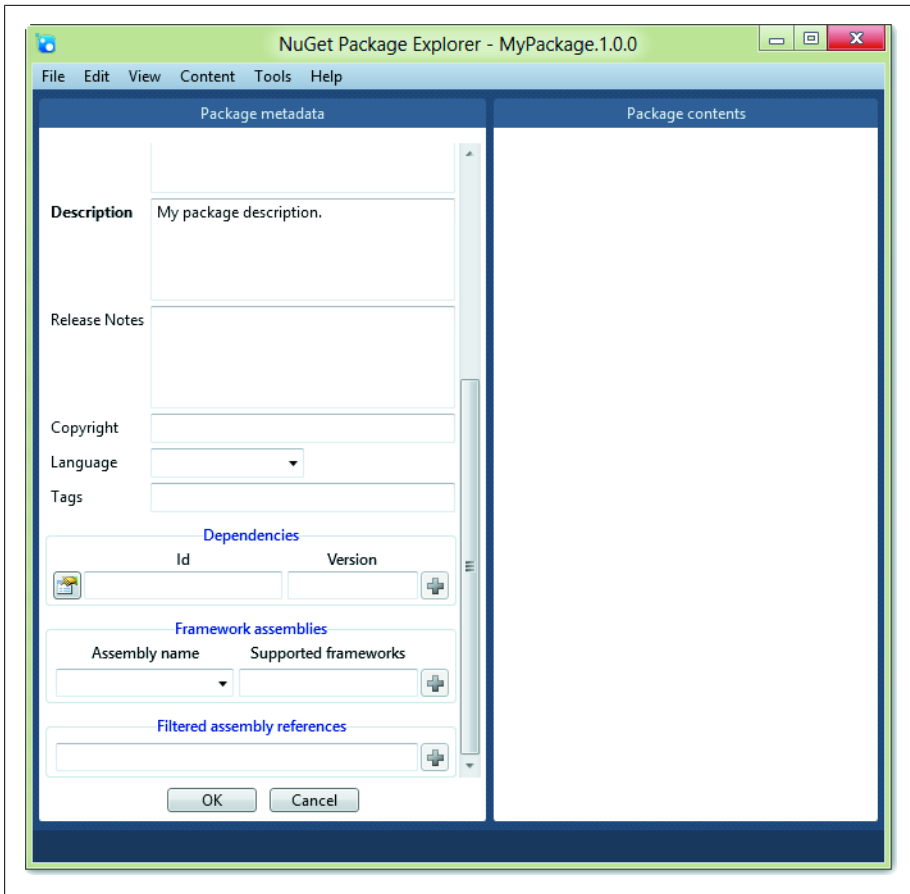 NuGet Package Explorer - MyPackage.1.0.0
File Edit View Content Tools Help
Package metadata
Package contents
Description
My package description.
Release Notes
Copyright
Language
Tags
Dependencies
Id Version
Framework assemblies
Assembly name Supported frameworks
Filtered assembly references
OK Cancel